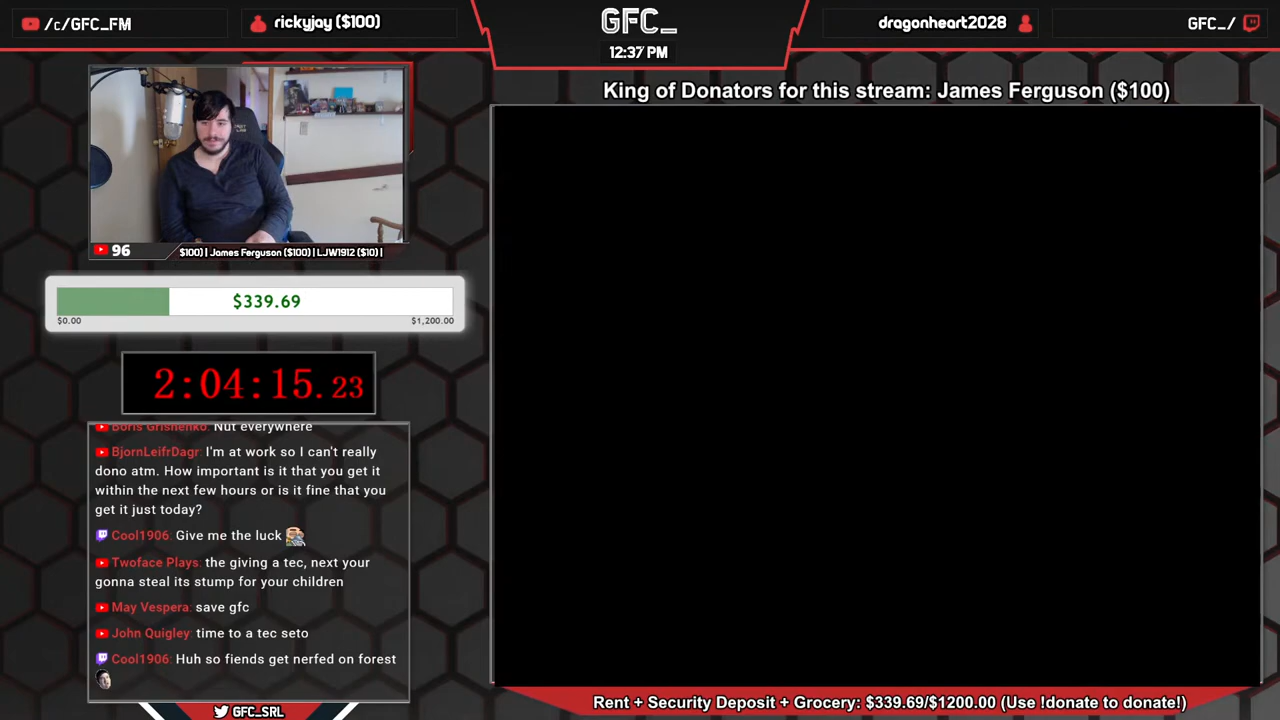 /c/GFC_FM
rickyjay ($100)
GFC_
12:37 PM
dragonheart2028
GFC_/
King of Donators for this stream: James Ferguson ($100)
96
$100) | James Ferguson ($100) | LJW1912 ($10) |
$339.69
$0.00
$1,200.00
2:04:15.23
Boris Grishenko: Nut everywhere
BjornLeifrDagr: I'm at work so I can't really
dono atm. How important is it that you get it
within the next few hours or is it fine that you
get it just today?
Cool1906: Give me the luck
Twoface Plays: the giving a tec, next your
gonna steal its stump for your children
May Vespera: save gfc
John Quigley: time to a tec seto
Cool1906: Huh so fiends get nerfed on forest
GFC_SRL
Rent + Security Deposit + Grocery: $339.69/$1200.00 (Use !donate to donate!)